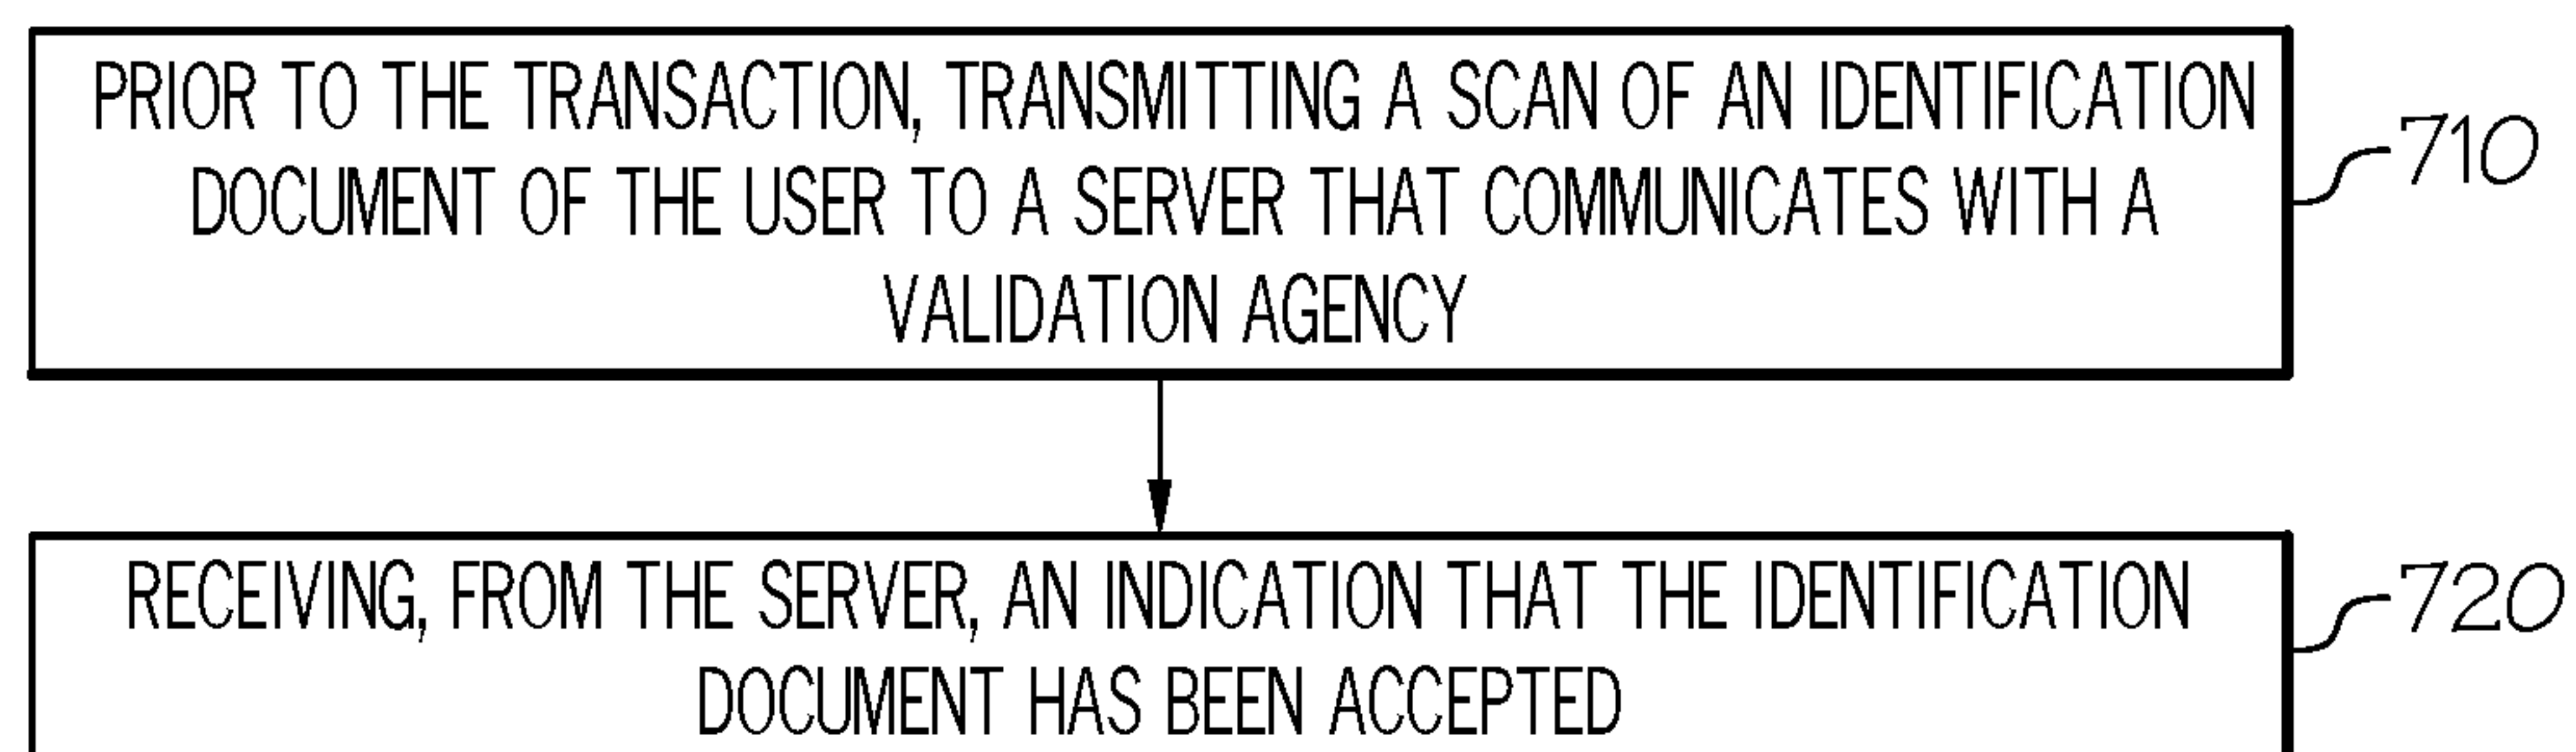 PRIOR TO THE TRANSACTION, TRANSMITTING A SCAN OF AN IDENTIFICATION
DOCUMENT OF THE USER TO A SERVER THAT COMMUNICATES WITH A
VALIDATION AGENCY
710
RECEIVING, FROM THE SERVER, AN INDICATION THAT THE IDENTIFICATION
DOCUMENT HAS BEEN ACCEPTED
720